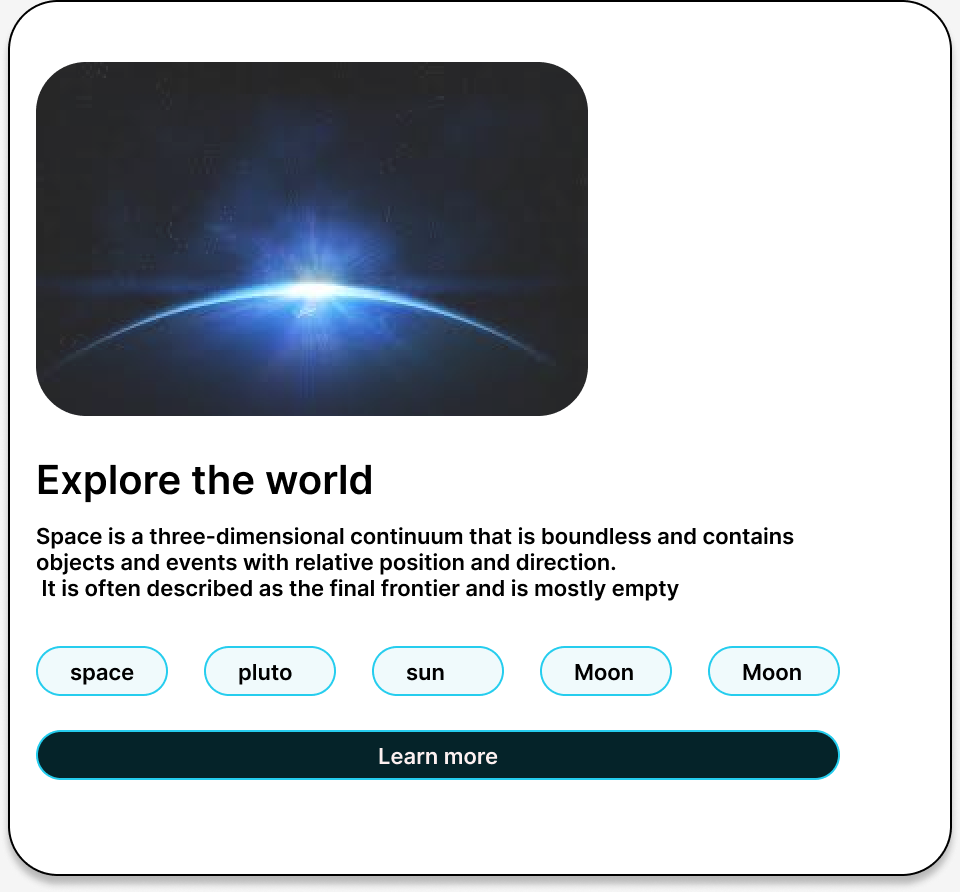 Explore the world
Space is a three-dimensional continuum that is boundless and contains
objects and events with relative position and direction.
It is often described as the final frontier and is mostly empty
space
pluto
sun
Moon
Moon
Learn more